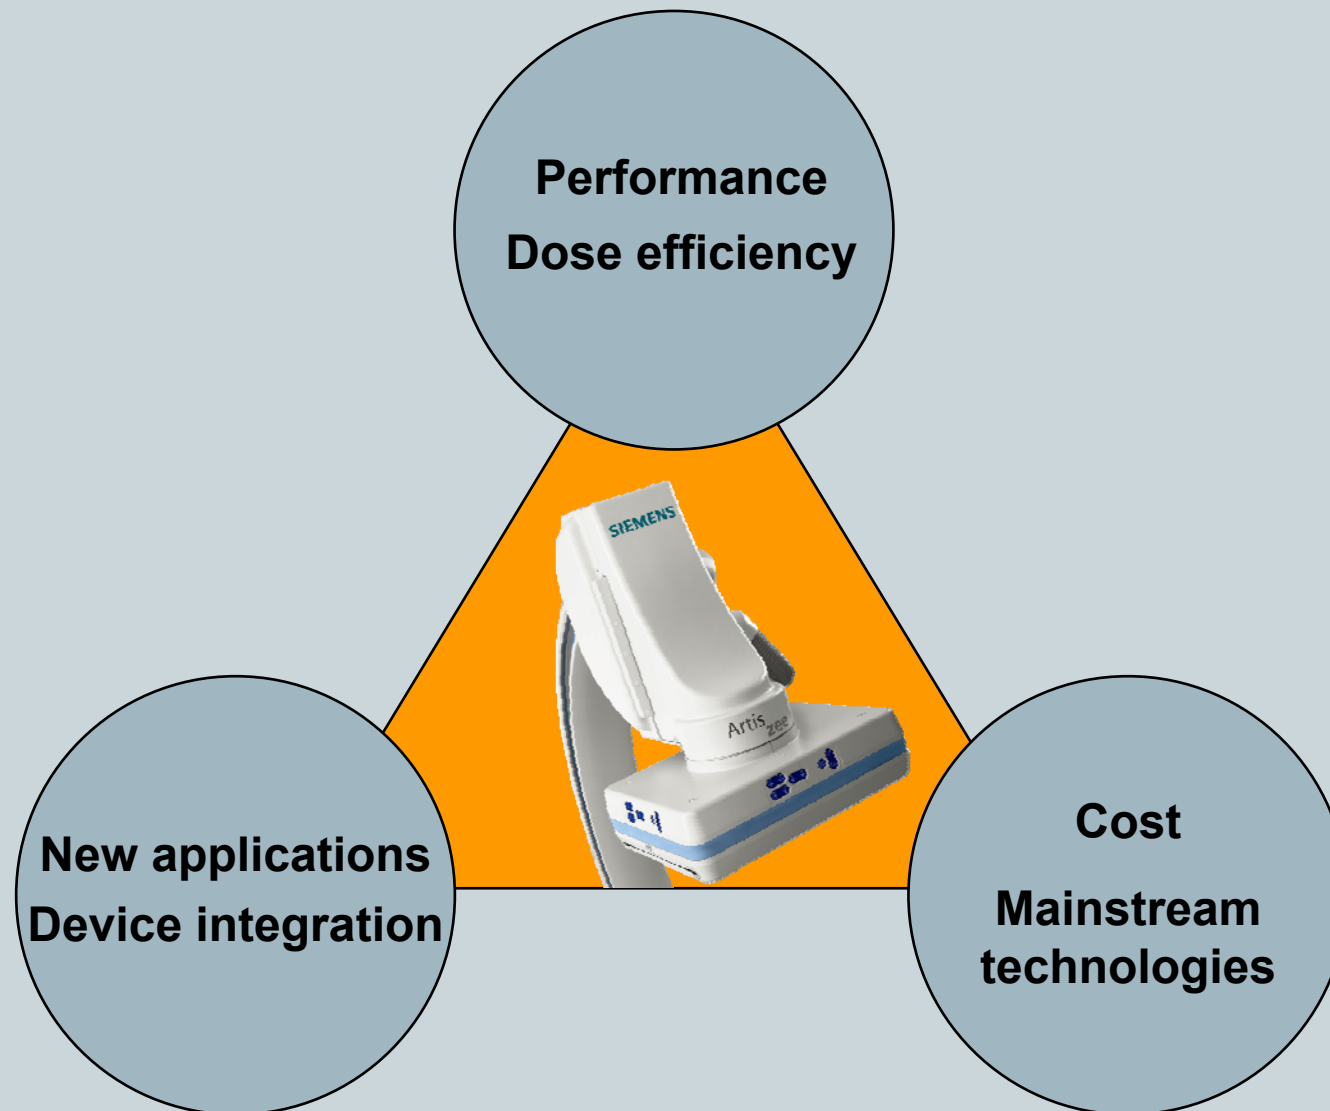 Performance
Dose efficiency
SIEMENS
Artis
zee
New applications
Device integration
Cost
Mainstream
technologies